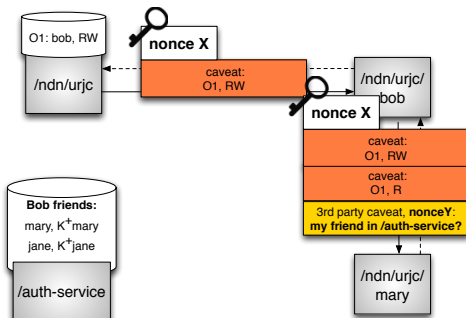 O1: bob, RW
/ndn/urjc
nonce X
caveat:
O1, RW
/ndn/urjc/
bob
nonce X
caveat:
O1, RW
caveat:
O1, R
3rd party caveat, nonceY:
my friend in /auth-service?
/ndn/urjc/
mary
Bob friends:
mary, K+mary
jane, K+jane
/auth-service